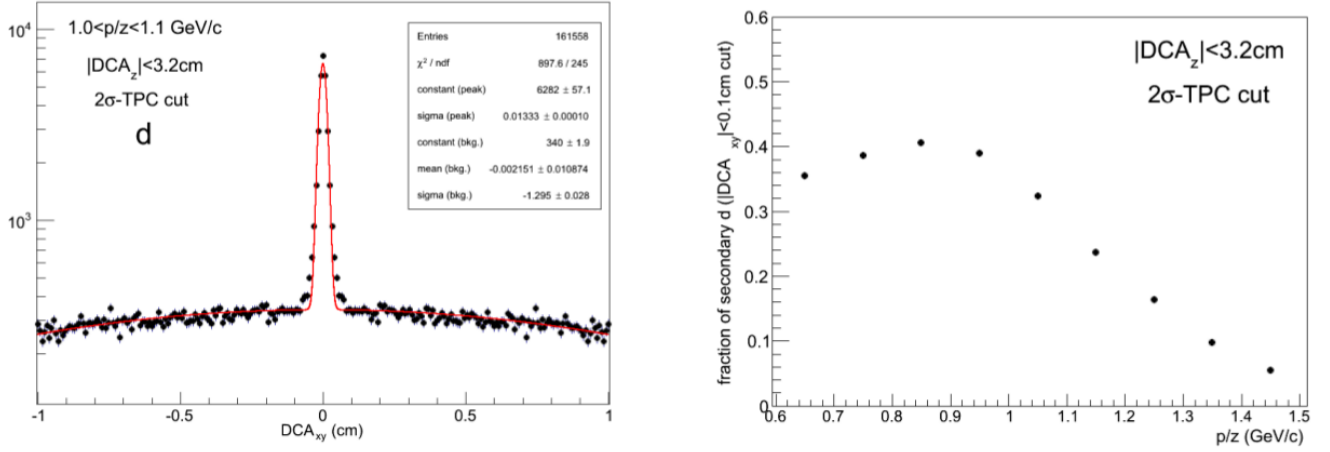 10⁴
1.0<p/z<1.1 GeV/c
|DCA_z|<3.2cm
2σ-TPC cut
d
10³
Entries 161558
χ² / ndf 897.6 / 245
constant (peak) 6282 ± 57.1
sigma (peak) 0.01333 ± 0.00010
constant (bkg.) 340 ± 1.9
mean (bkg.) -0.002151 ± 0.010874
sigma (bkg.) -1.295 ± 0.028
-1 -0.5 0 0.5 1
DCA_xy (cm)
fraction of secondary d (|DCA_xy|<0.1cm cut)
0.6
0.5
0.4
0.3
0.2
0.1
0
|DCA_z|<3.2cm
2σ-TPC cut
0.6 0.7 0.8 0.9 1 1.1 1.2 1.3 1.4 1.5
p/z (GeV/c)